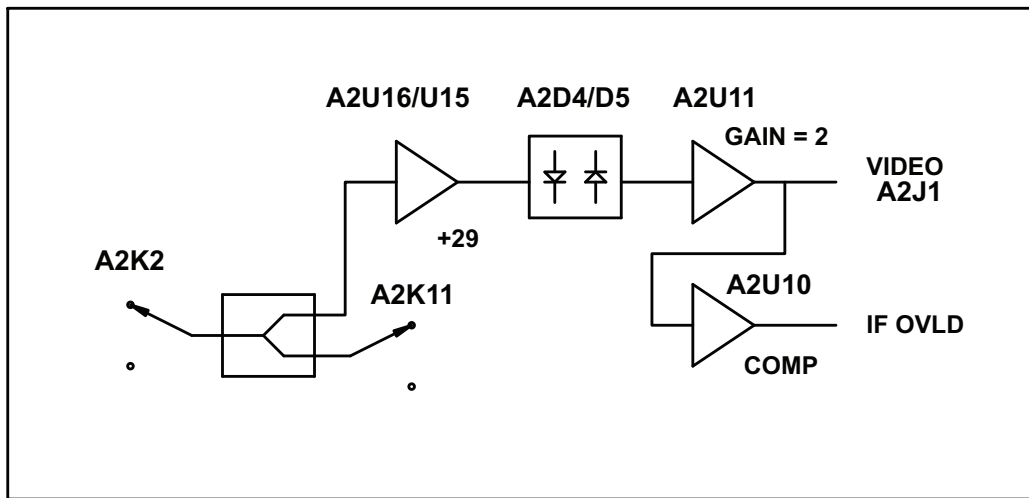 A2U16/U15
A2D4/D5
A2U11
GAIN = 2
VIDEO
A2J1
+29
A2K2
A2K11
A2U10
IF OVLD
COMP